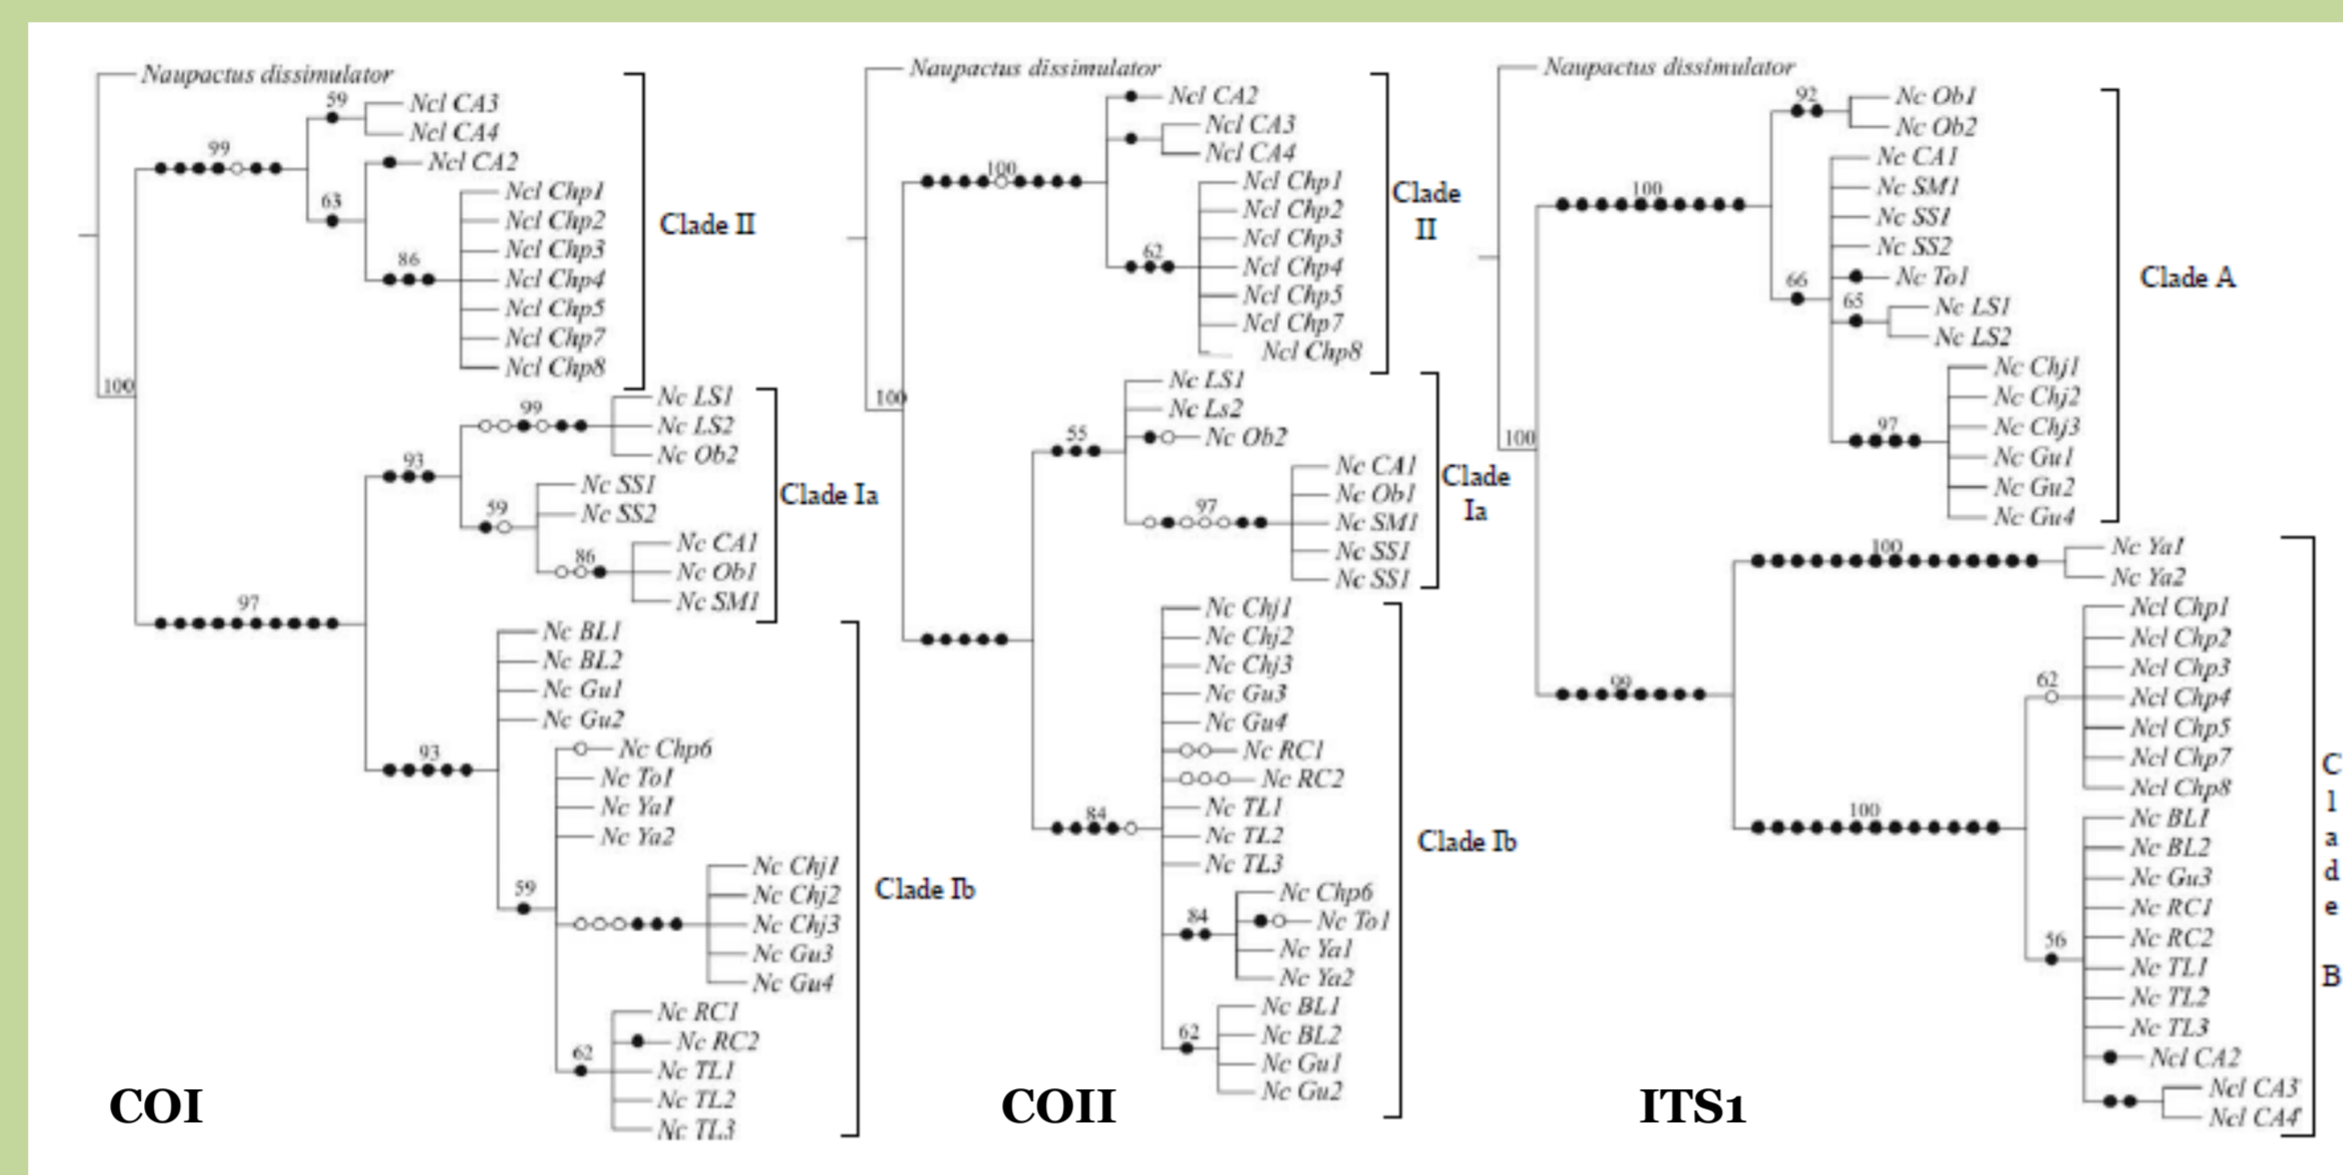 Naupactus dissimulator
59
Ncl CA3
Ncl CA4
99
Ncl CA2
63
Ncl Chp1
Ncl Chp2
Ncl Chp3
86
Ncl Chp4
Ncl Chp5
Ncl Chp7
Ncl Chp8
Clade II
100
Nc LS1
99
Nc LS2
Nc Ob2
93
Nc SS1
59
Nc SS2
Nc CA1
86
Nc Ob1
Nc SM1
Clade Ia
97
Nc BL1
Nc BL2
Nc Gu1
Nc Gu2
93
Nc Chp6
Nc To1
Nc Ya1
Nc Ya2
59
Nc Chj1
Nc Chj2
Nc Chj3
Nc Gu3
Nc Gu4
Nc RC1
Nc RC2
62
Nc TL1
Nc TL2
Nc TL3
Clade Ib
COI
Naupactus dissimulator
Ncl CA2
Ncl CA3
Ncl CA4
100
Ncl Chp1
Ncl Chp2
Ncl Chp3
62
Ncl Chp4
Ncl Chp5
Ncl Chp7
Ncl Chp8
Clade
II
100
Nc LS1
Nc Ls2
55
Nc Ob2
Nc CA1
Nc Ob1
97
Nc SM1
Nc SS1
Nc SS1
Clade
Ia
Nc Chj1
Nc Chj2
Nc Chj3
Nc Gu3
Nc Gu4
Nc RC1
Nc RC2
84
Nc TL1
Nc TL2
Nc TL3
Nc Chp6
84
Nc To1
Nc Ya1
Nc Ya2
Nc BL1
62
Nc BL2
Nc Gu1
Nc Gu2
Clade Ib
COII
Naupactus dissimulator
92
Nc Ob1
Nc Ob2
Nc CA1
100
Nc SM1
Nc SS1
Nc SS2
66
Nc To1
65
Nc LS1
Nc LS2
Nc Chj1
Nc Chj2
97
Nc Chj3
Nc Gu1
Nc Gu2
Nc Gu4
Clade A
100
100
Nc Ya1
Nc Ya2
Ncl Chp1
Ncl Chp2
Ncl Chp3
99
62
Ncl Chp4
Ncl Chp5
Ncl Chp7
Ncl Chp8
100
Nc BL1
Nc BL2
Nc Gu3
Nc RC1
Nc RC2
56
Nc TL1
Nc TL2
Nc TL3
Ncl CA2
Ncl CA3
Ncl CA4
C
l
a
d
e
B
ITS1